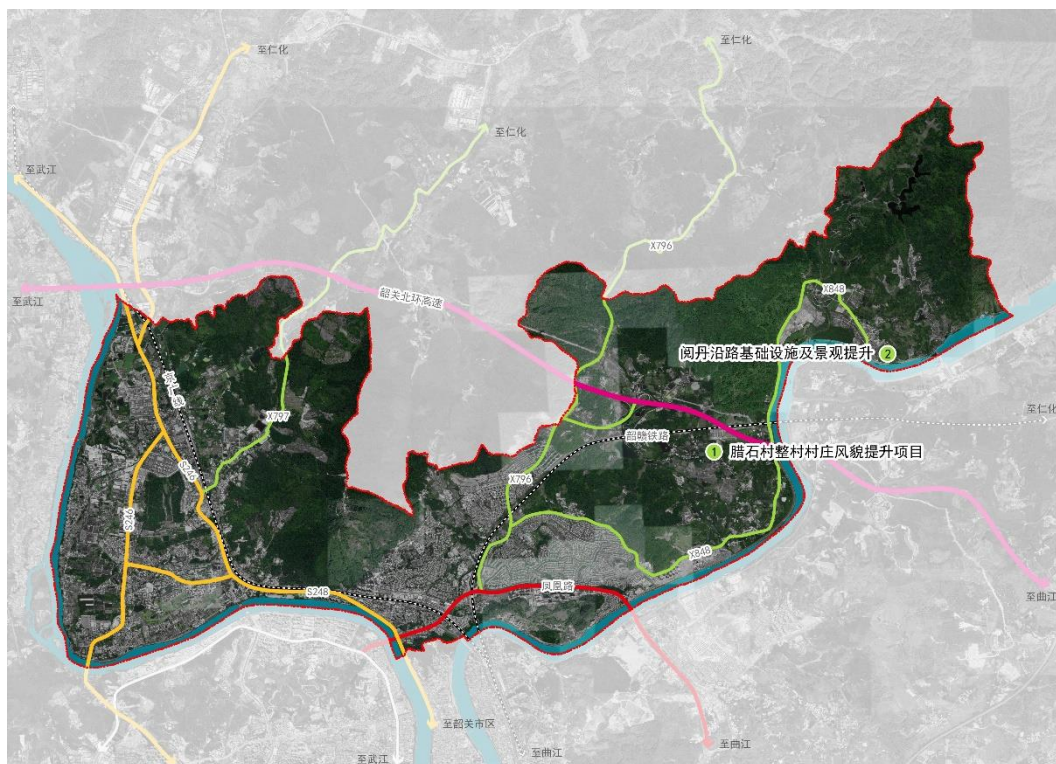 至仁化
至仁化
至仁化
至武江
X796
至武江
韶关北环高速
X848
阅丹沿路基础设施及景观提升
2
X797
至仁化
韶赣铁路
1
腊石村整村村庄风貌提升项目
S246
X796
S246
X848
凤凰路
S248
至曲江
至韶关市区
至武江
至曲江
至曲江